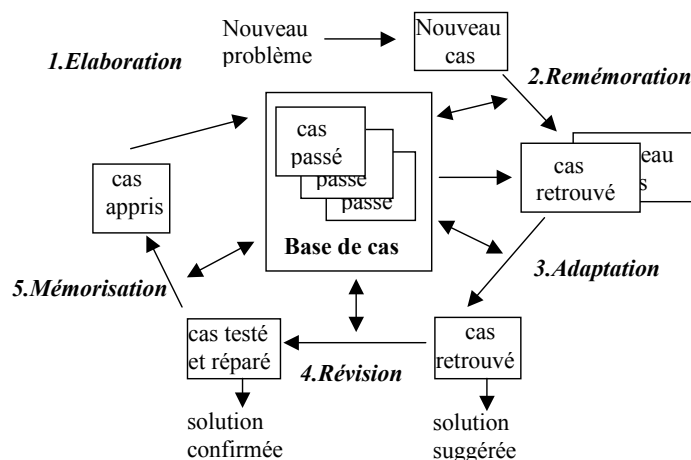 Nouveau
problème
Nouveau
cas
1.Elaboration
2.Remémoration
cas
passé
passé
passé
Base de cas
cas
retrouvé
eau
s
cas
appris
3.Adaptation
5.Mémorisation
cas testé
et réparé
4.Révision
cas
retrouvé
solution
confirmée
solution
suggérée